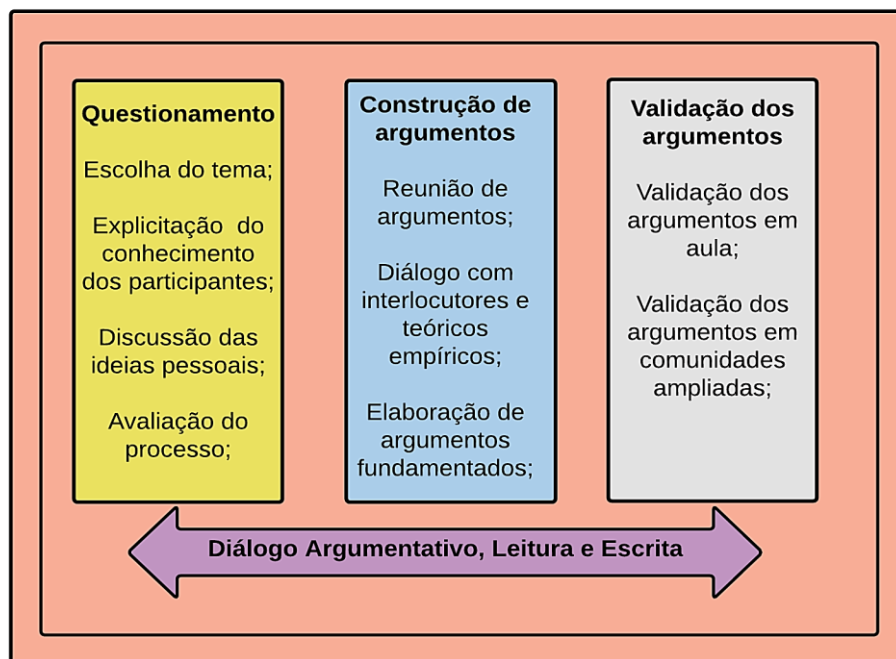 Questionamento
Escolha do tema;
Explicitação do
conhecimento
dos participantes;
Discussão das
ideias pessoais;
Avaliação do
processo;
Construção de
argumentos
Reunião de
argumentos;
Diálogo com
interlocutores e
teóricos
empíricos;
Elaboração de
argumentos
fundamentados;
Validação dos
argumentos
Validação dos
argumentos em
aula;
Validação dos
argumentos em
comunidades
ampliadas;
Diálogo Argumentativo, Leitura e Escrita